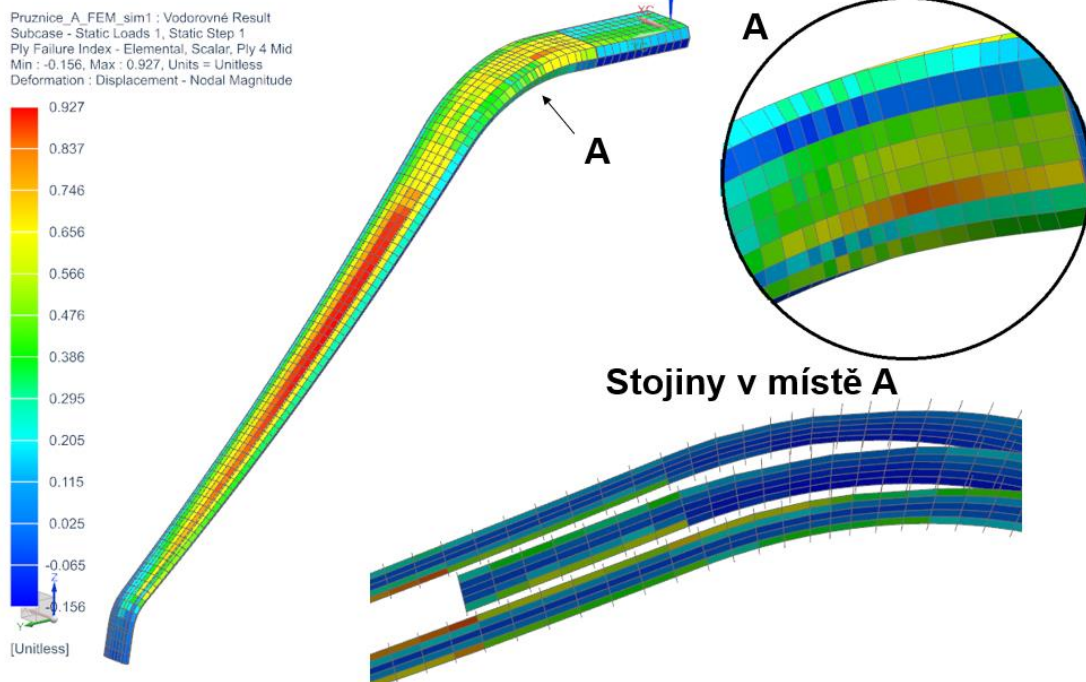 Pruznice_A_FEM_sim1 : Vodorovné Result
Subcase - Static Loads 1, Static Step 1
Ply Failure Index - Elemental, Scalar, Ply 4 Mid
Min : -0.156, Max : 0.927, Units = Unitless
Deformation : Displacement - Nodal Magnitude
0.927
0.837
0.746
0.656
0.566
0.476
0.386
0.295
0.205
0.115
0.025
-0.065
-0.156
[Unitless]
Z
Y
A
A
Stojiny v místě A